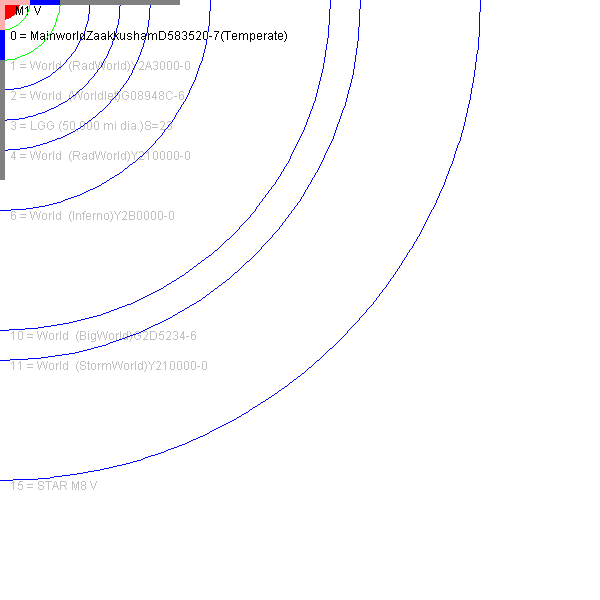 M1 V
0 = MainworldZaakkushamD583520-7(Temperate)
1 = World (RadWorld)Y2A3000-0
2 = World (Worldlet)G08948C-6
3 = LGG (50,000 mi dia.)S=23
4 = World (RadWorld)Y210000-0
6 = World (Inferno)Y2B0000-0
10 = World (BigWorld)G2D5234-6
11 = World (StormWorld)Y210000-0
15 = STAR M8 V